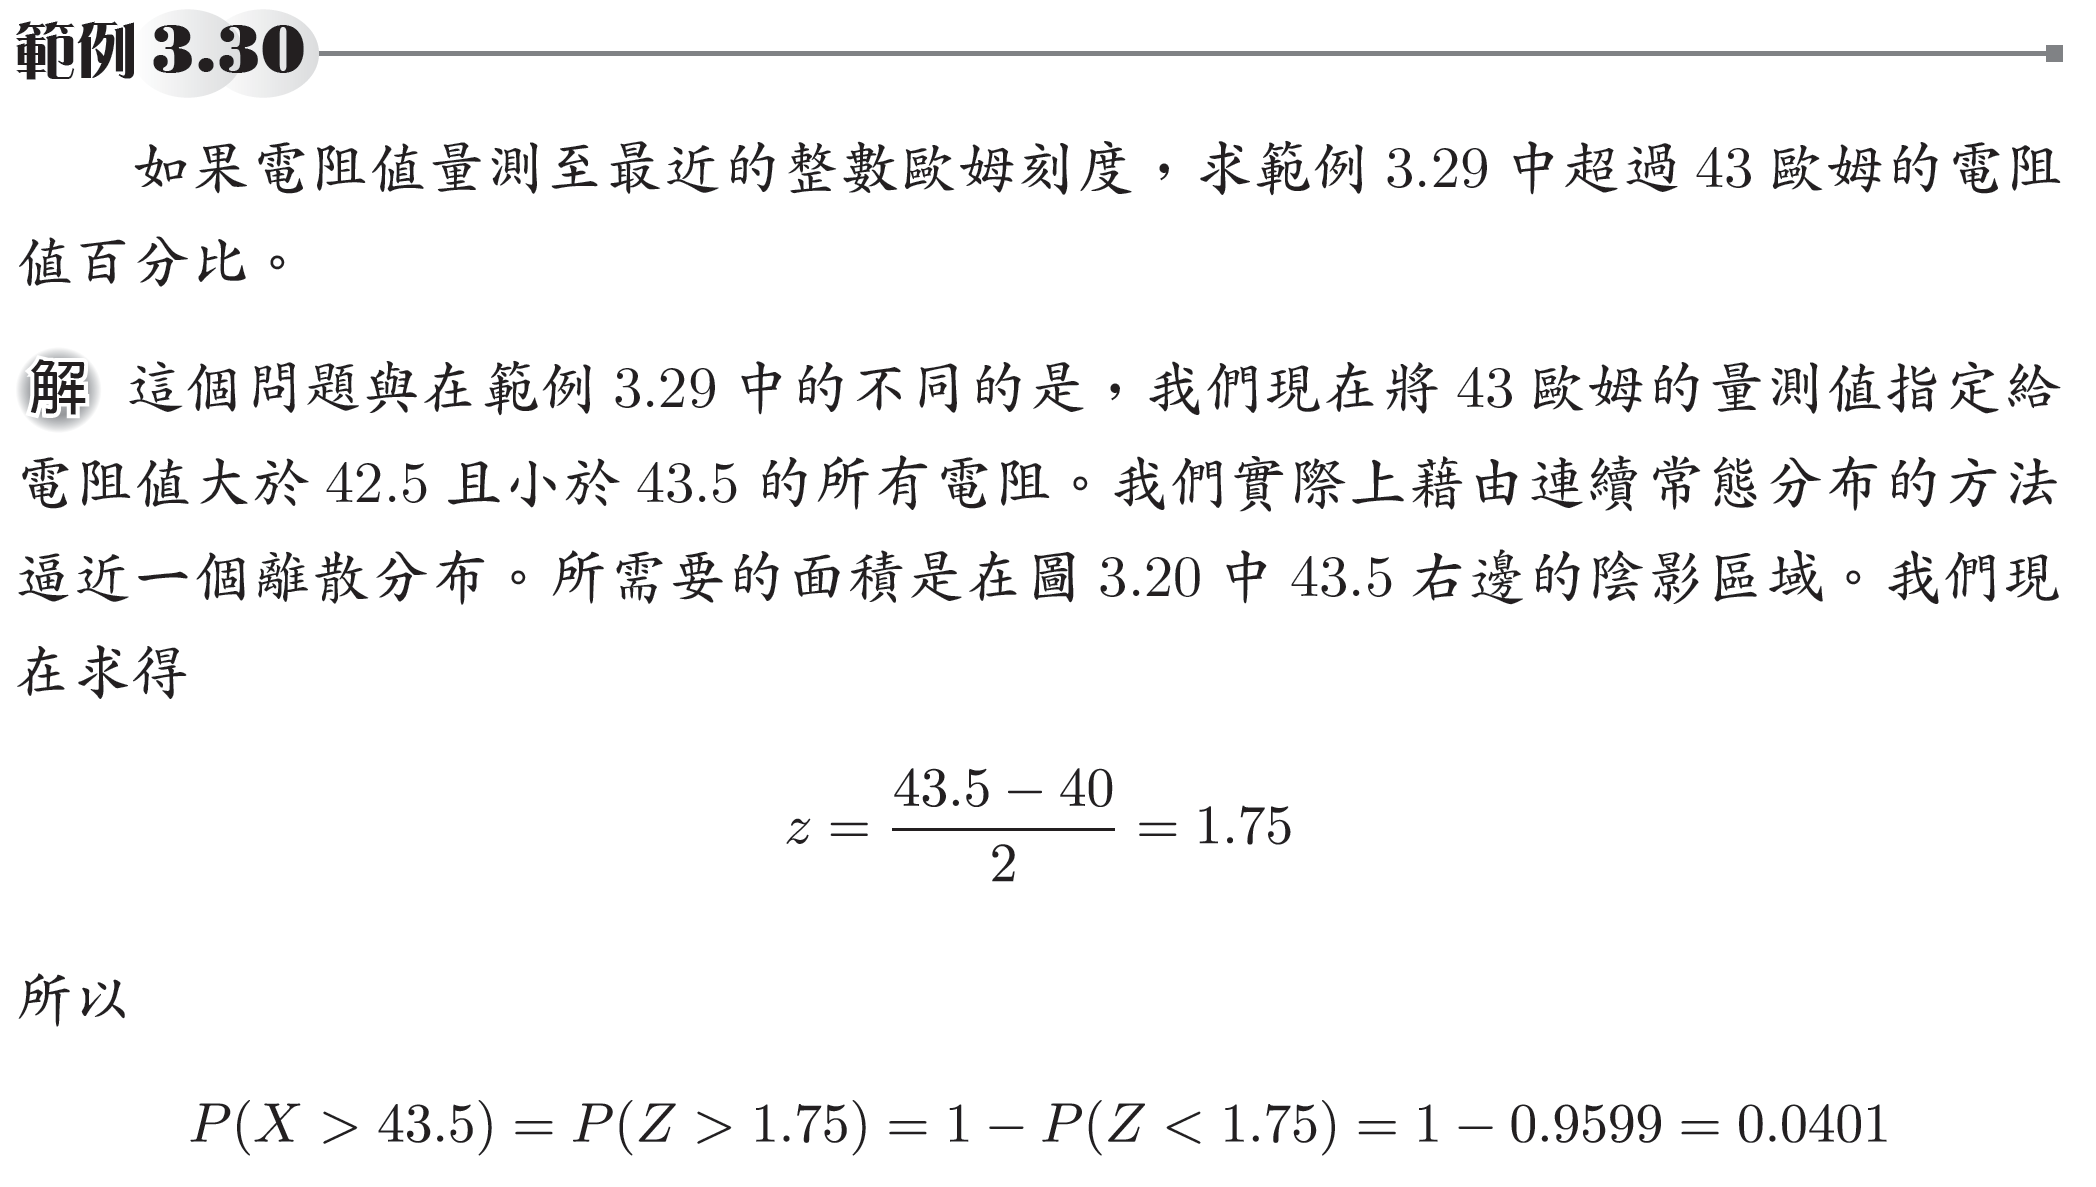 範例 3.30
如果電阻值量測至最近的整數歐姆刻度，求範例 3.29 中超過 43 歐姆的電阻
值百分比。
解 這個問題與在範例 3.29 中的不同的是，我們現在將 43 歐姆的量測值指定給
電阻值大於 42.5 且小於 43.5 的所有電阻。我們實際上藉由連續常態分布的方法
逼近一個離散分布。所需要的面積是在圖 3.20 中 43.5 右邊的陰影區域。我們現
在求得
z = \frac{43.5 − 40}{2} = 1.75
所以
P(X > 43.5) = P(Z > 1.75) = 1 − P(Z < 1.75) = 1 − 0.9599 = 0.0401